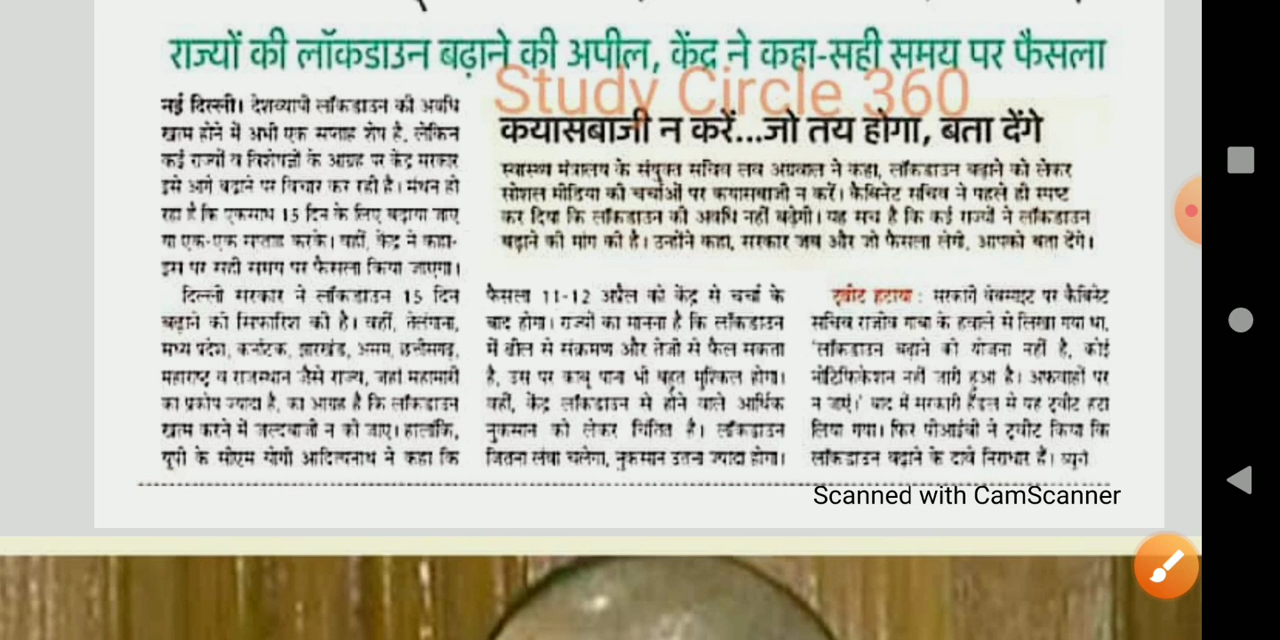 राज्यों की लॉकडाउन बढ़ाने की अपील, केंद्र ने कहा-सही समय पर फैसला
Study Circle 360
नई दिल्ली। देशव्यापी लॉकडाउन की अवधि
खत्म होने में अभी एक सप्ताह शेष है, लेकिन
कई राज्यों व विशेषज्ञों के आग्रह पर केंद्र सरकार
इसे आगे बढ़ाने पर विचार कर रही है। मंथन हो
रहा है कि एकसाथ 15 दिन के लिए बढ़ाया जाए
या एक-एक सप्ताह करके। वहीं, केंद्र ने कहा-
इस पर सही समय पर फैसला किया जाएगा।
दिल्ली सरकार ने लॉकडाउन 15 दिन
बढ़ाने की सिफारिश की है। वहीं, तेलंगाना,
मध्य प्रदेश, कर्नाटक, झारखंड, असम, छत्तीसगढ़,
महाराष्ट्र व राजस्थान जैसे राज्य, जहां महामारी
का प्रकोप ज्यादा है, का आग्रह है कि लॉकडाउन
खत्म करने में जल्दबाजी न की जाए। हालांकि,
यूपी के सीएम योगी आदित्यनाथ ने कहा कि
कयासबाजी न करें...जो तय होगा, बता देंगे
स्वास्थ्य मंत्रालय के संयुक्त सचिव लव अग्रवाल ने कहा, लॉकडाउन बढ़ाने को लेकर
सोशल मीडिया की चर्चाओं पर कयासबाजी न करें। कैबिनेट सचिव ने पहले ही स्पष्ट
कर दिया कि लॉकडाउन की अवधि नहीं बढ़ेगी। यह सच है कि कई राज्यों ने लॉकडाउन
बढ़ाने की मांग की है। उन्होंने कहा, सरकार जब और जो फैसला लेगी, आपको बता देंगे।
फैसला 11-12 अप्रैल को केंद्र से चर्चा के
बाद होगा। राज्यों का मानना है कि लॉकडाउन
में ढील से संक्रमण और तेजी से फैल सकता
है, उस पर काबू पाना भी बहुत मुश्किल होगा।
वहीं, केंद्र लॉकडाउन से होने वाले आर्थिक
नुकसान को लेकर चिंतित है। लॉकडाउन
जितना लंबा चलेगा, नुकसान उतना ज्यादा होगा।
ट्वीट हटाया : सरकारी वेबसाइट पर कैबिनेट
सचिव राजीव गाबा के हवाले से लिखा गया था,
'लॉकडाउन बढ़ाने की योजना नहीं है, कोई
नोटिफिकेशन नहीं जारी हुआ है। अफवाहों पर
न जाएं।' बाद में सरकारी हैंडल से यह ट्वीट हटा
लिया गया। फिर पीआईबी ने ट्वीट किया कि
लॉकडाउन बढ़ाने के दावे निराधार हैं। ब्यूरो
Scanned with CamScanner